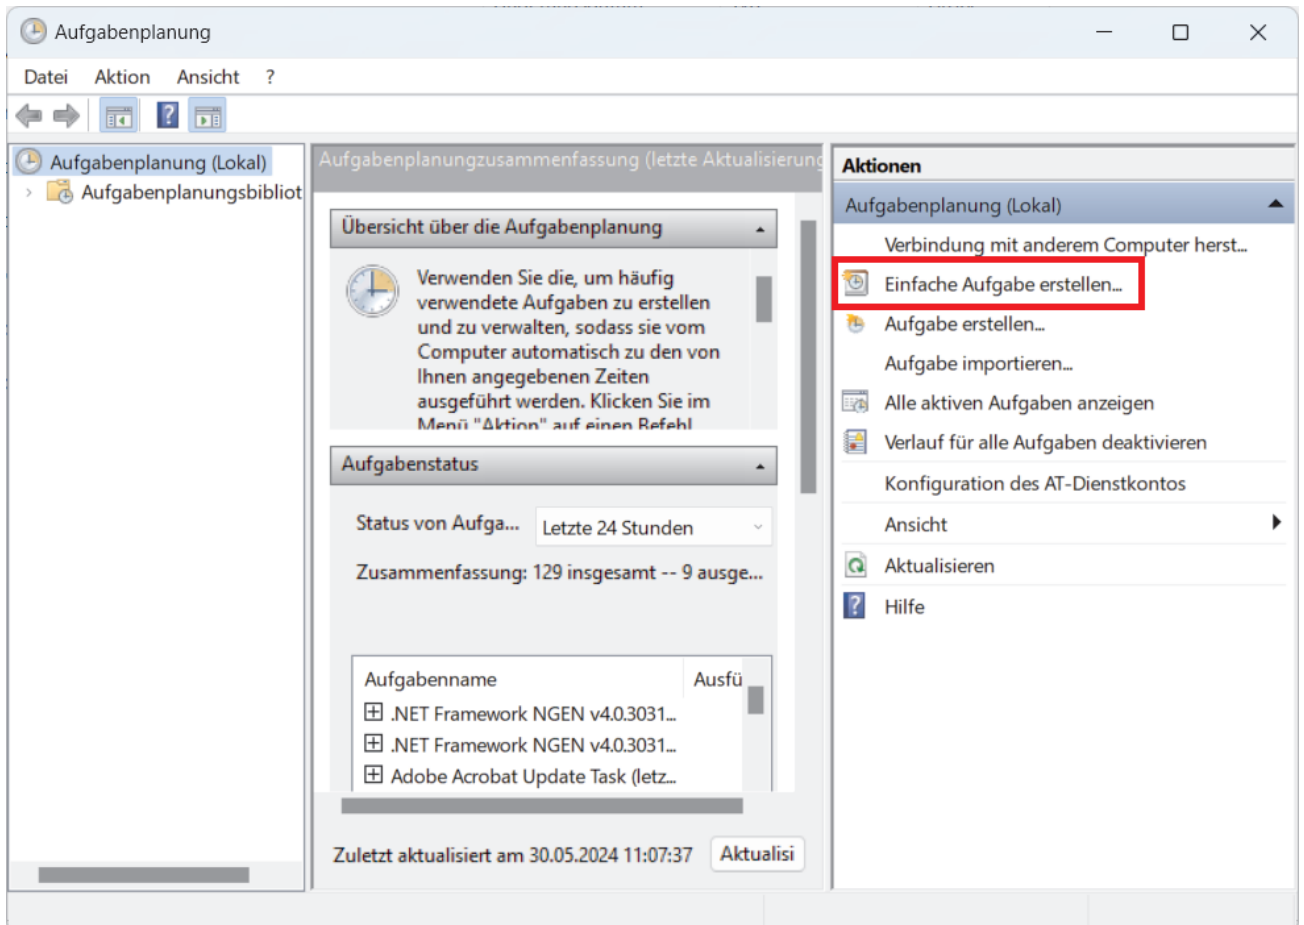 Aufgabenplanung
Datei Aktion Ansicht ?
Aufgabenplanung (Lokal)
Aufgabenplanungsbibliot
Aufgabenplanungzusammenfassung (letzte Aktualisierung
Übersicht über die Aufgabenplanung
Verwenden Sie die, um häufig
verwendete Aufgaben zu erstellen
und zu verwalten, sodass sie vom
Computer automatisch zu den von
Ihnen angegebenen Zeiten
ausgeführt werden. Klicken Sie im
Menü "Aktion" auf einen Befehl
Aufgabenstatus
Status von Aufga... Letzte 24 Stunden
Zusammenfassung: 129 insgesamt -- 9 ausge...
Aufgabenname Ausfü
.NET Framework NGEN v4.0.3031...
.NET Framework NGEN v4.0.3031...
Adobe Acrobat Update Task (letz...
Zuletzt aktualisiert am 30.05.2024 11:07:37 Aktualisi
Aktionen
Aufgabenplanung (Lokal)
Verbindung mit anderem Computer herst...
Einfache Aufgabe erstellen...
Aufgabe erstellen...
Aufgabe importieren...
Alle aktiven Aufgaben anzeigen
Verlauf für alle Aufgaben deaktivieren
Konfiguration des AT-Dienstkontos
Ansicht
Aktualisieren
Hilfe